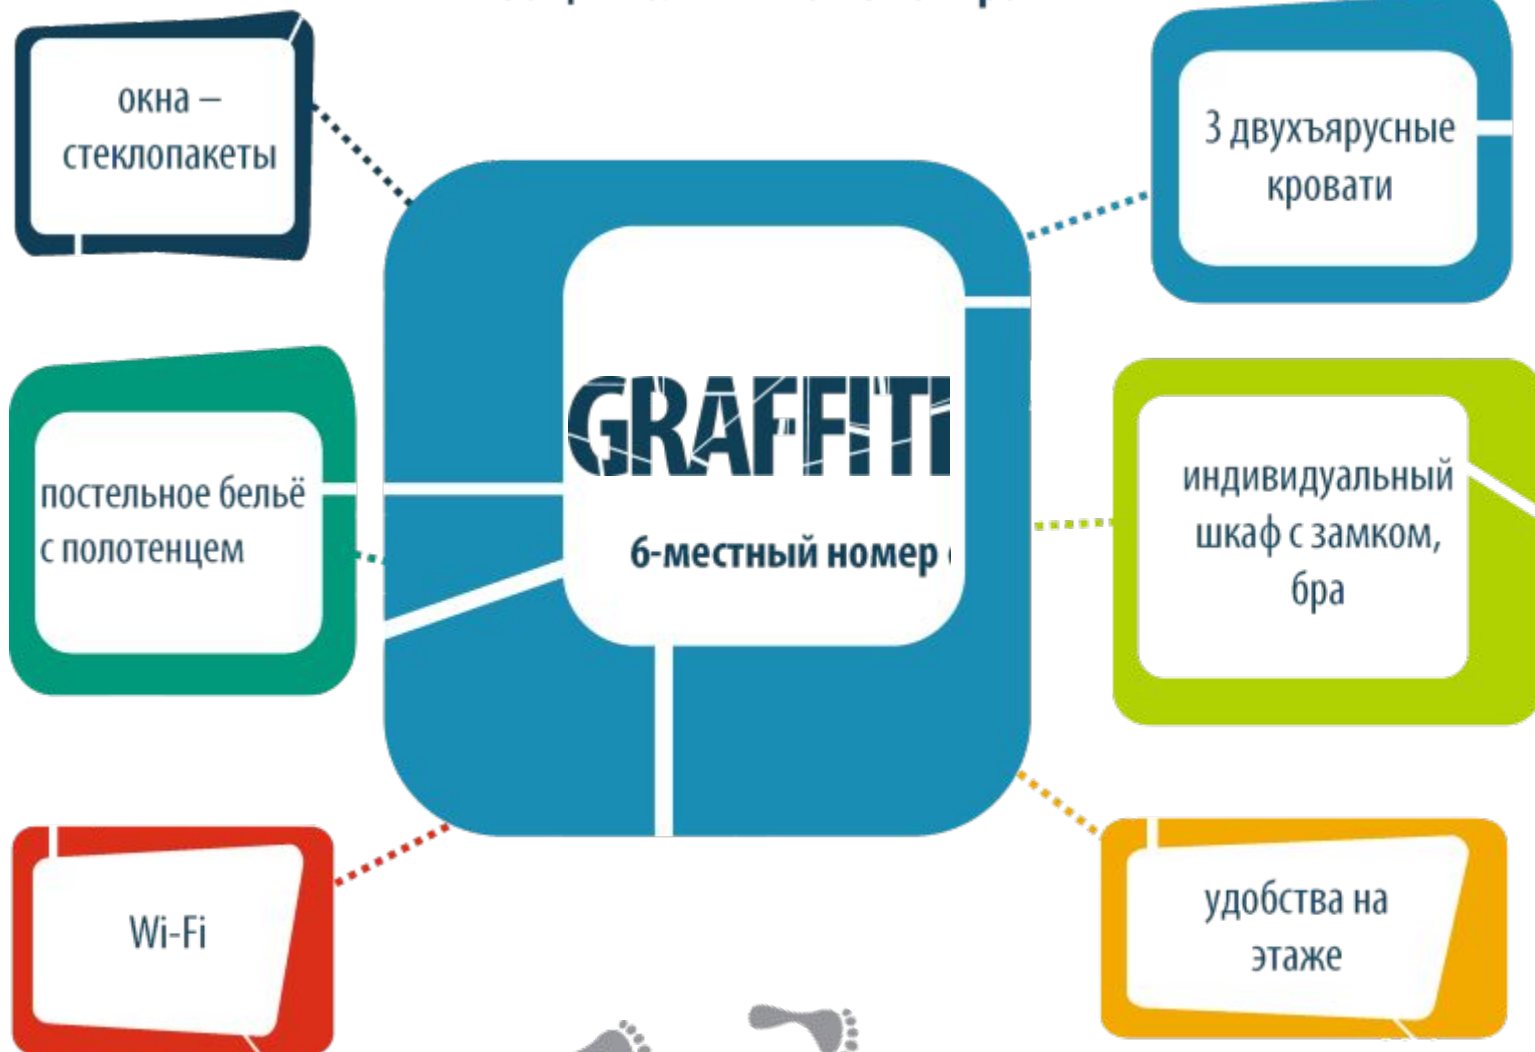 окна –
стеклопакеты
3 двухъярусные
кровати
GRAFFITI
6-местный номер
постельное бельё
с полотенцем
индивидуальный
шкаф с замком,
бра
Wi-Fi
удобства на
этаже